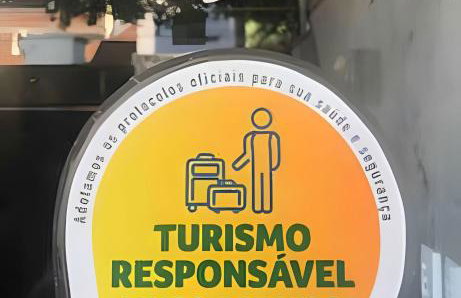 Adotamos os protocolos oficiais para sua saúde e segurança
TURISMO
RESPONSÁVEL